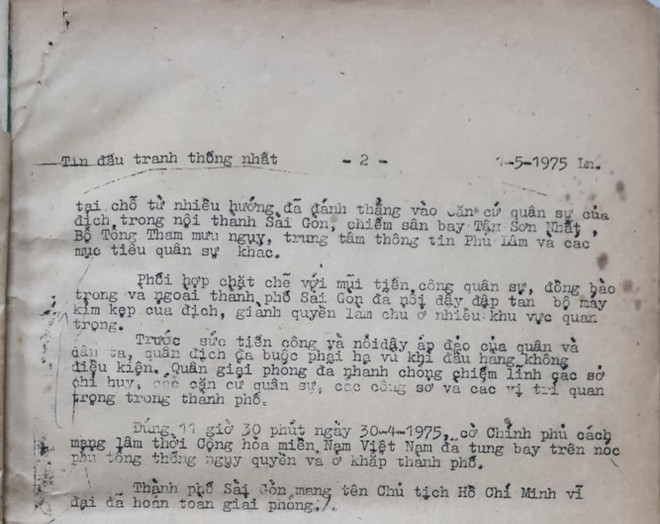 Tin đấu tranh thống nhất - 2 - 1-5-1975 Ln.
tại chỗ từ nhiều hướng đã đánh thẳng vào căn cứ quân sự của
địch trong nội thành Sài Gòn, chiếm sân bay Tân Sơn Nhất,
Bộ Tổng Tham mưu ngụy, trung tâm thông tin Phú Lâm và các
mục tiêu quân sự khác.
Phối hợp chặt chẽ với mũi tiến công quân sự, đồng bào
trong và ngoài thành phố Sài Gòn đã nổi dậy đập tan bộ máy
kìm kẹp của địch, giành quyền làm chủ ở nhiều khu vực quan
trọng.
Trước sức tiến công và nổi dậy áp đảo của quân và
dân ta, quân địch đã buộc phải hạ vũ khí đầu hàng không
điều kiện. Quân giải phóng đã nhanh chóng chiếm lĩnh các sở
chỉ huy, các căn cứ quân sự, các công sở và các vị trí quan
trọng trong thành phố.
Đúng 11 giờ 30 phút ngày 30-4-1975, cờ Chính phủ cách
mạng lâm thời Cộng hòa miền Nam Việt Nam đã tung bay trên nóc
phủ tổng thống ngụy quyền và ở khắp thành phố.
Thành phố Sài Gòn mang tên Chủ tịch Hồ Chí Minh vĩ
đại đã hoàn toàn giải phóng./.